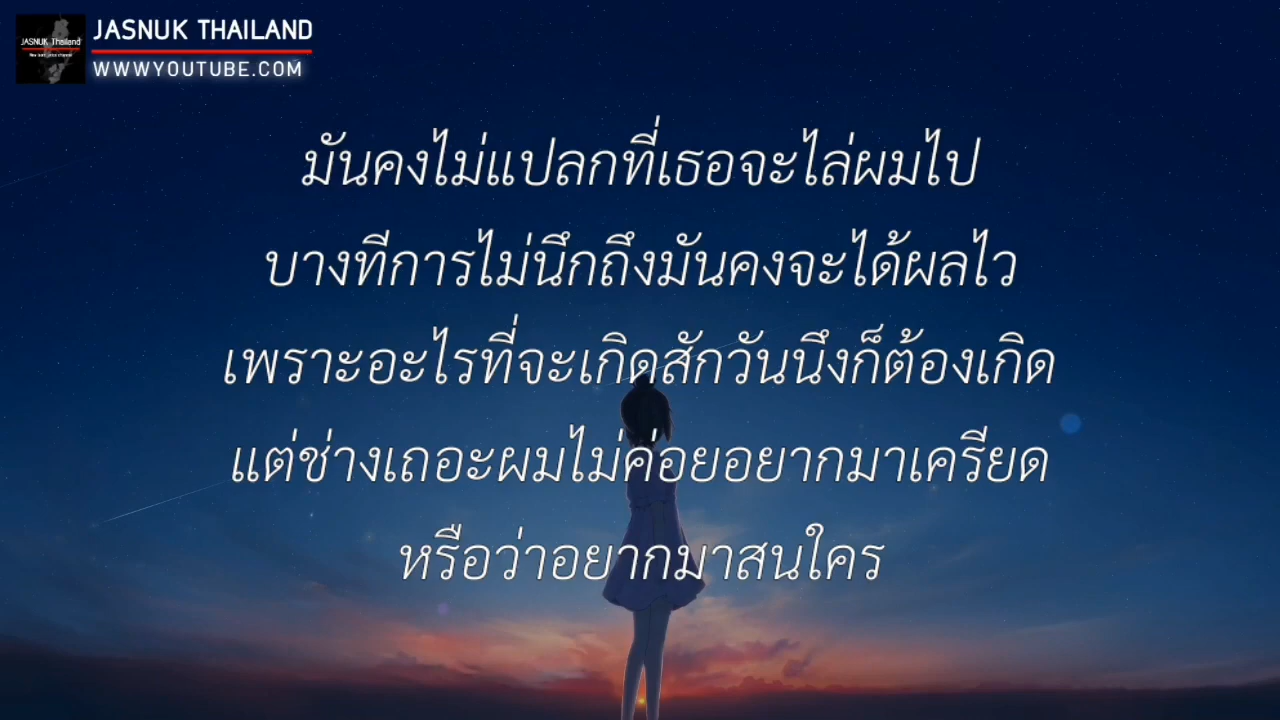 JASNUK Thailand
JASNUK THAILAND
WWWYOUTUBE.COM
มันคงไม่แปลกที่เธอจะไล่ผมไป
บางทีการไม่นึกถึงมันคงจะได้ผลไว
เพราะอะไรที่จะเกิดสักวันนึงก็ต้องเกิด
แต่ช่างเถอะผมไม่ค่อยอยากมาเครียด
หรือว่าอยากมาสนใคร